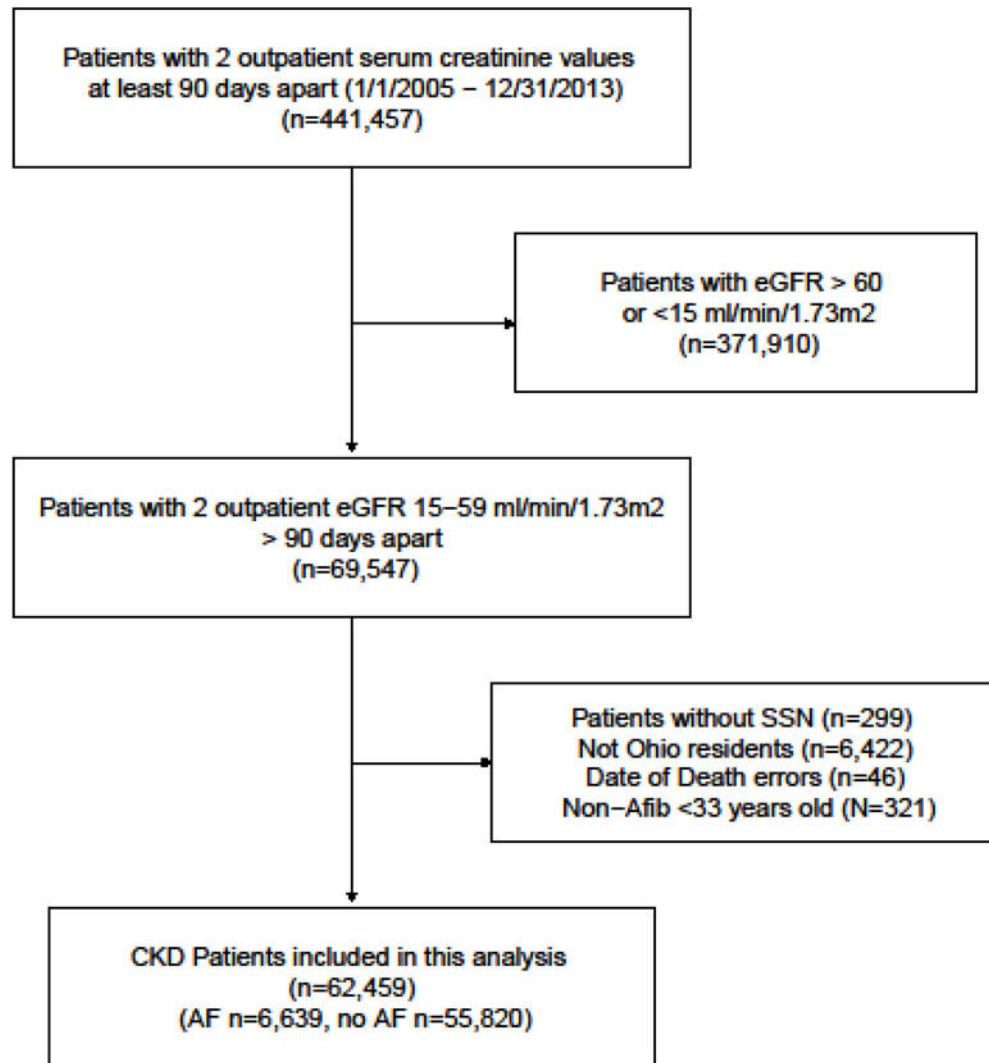 Patients with 2 outpatient serum creatinine values
at least 90 days apart (1/1/2005 − 12/31/2013)
(n=441,457)
Patients with eGFR > 60
or <15 ml/min/1.73m2
(n=371,910)
Patients with 2 outpatient eGFR 15−59 ml/min/1.73m2
> 90 days apart
(n=69,547)
Patients without SSN (n=299)
Not Ohio residents (n=6,422)
Date of Death errors (n=46)
Non−Afib <33 years old (N=321)
CKD Patients included in this analysis
(n=62,459)
(AF n=6,639, no AF n=55,820)